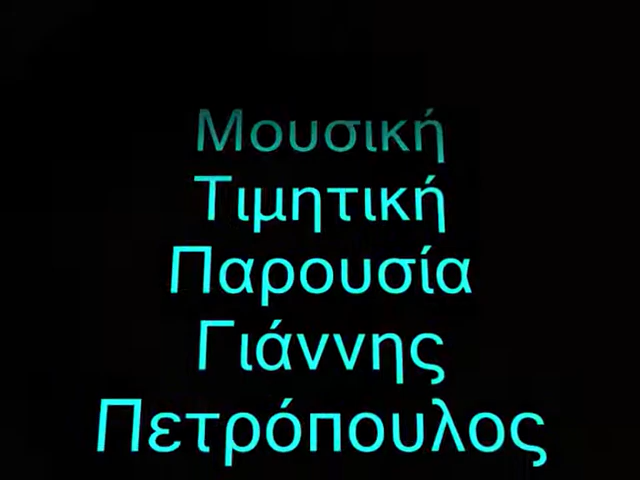 Μουσική
Τιμητική
Παρουσία
Γιάννης
Πετρόπουλος